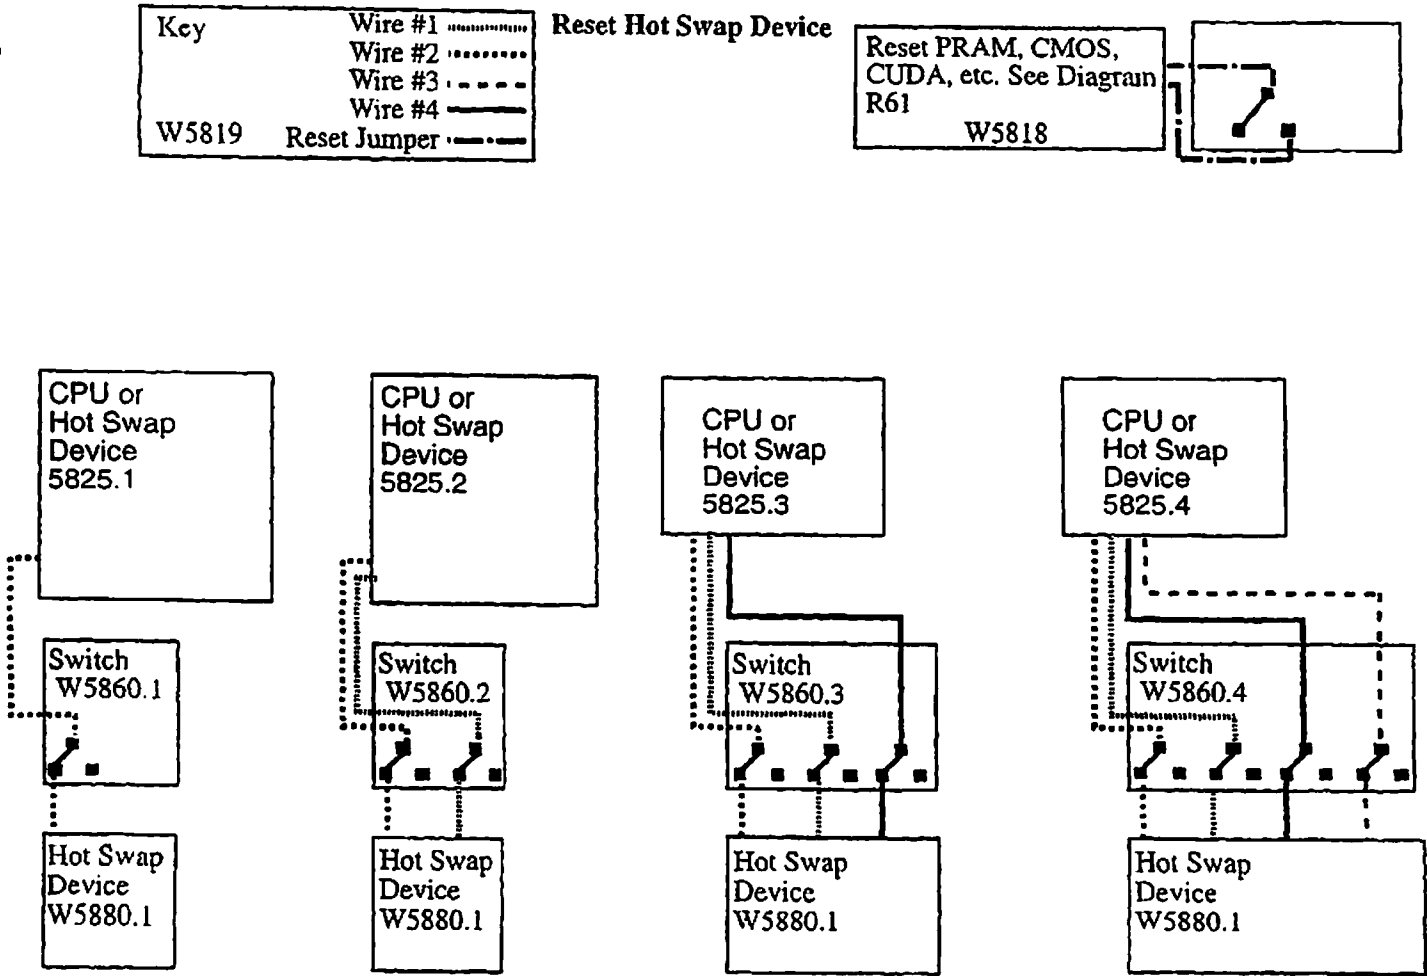 Key
Wire #1
Wire #2
Wire #3
Wire #4
W5819 Reset Jumper
Reset Hot Swap Device
Reset PRAM, CMOS,
CUDA, etc. See Diagram
R61
W5818
CPU or
Hot Swap
Device
5825.1
CPU or
Hot Swap
Device
5825.2
CPU or
Hot Swap
Device
5825.3
CPU or
Hot Swap
Device
5825.4
Switch
W5860.1
Switch
W5860.2
Switch
W5860.3
Switch
W5860.4
Hot Swap
Device
W5880.1
Hot Swap
Device
W5880.1
Hot Swap
Device
W5880.1
Hot Swap
Device
W5880.1